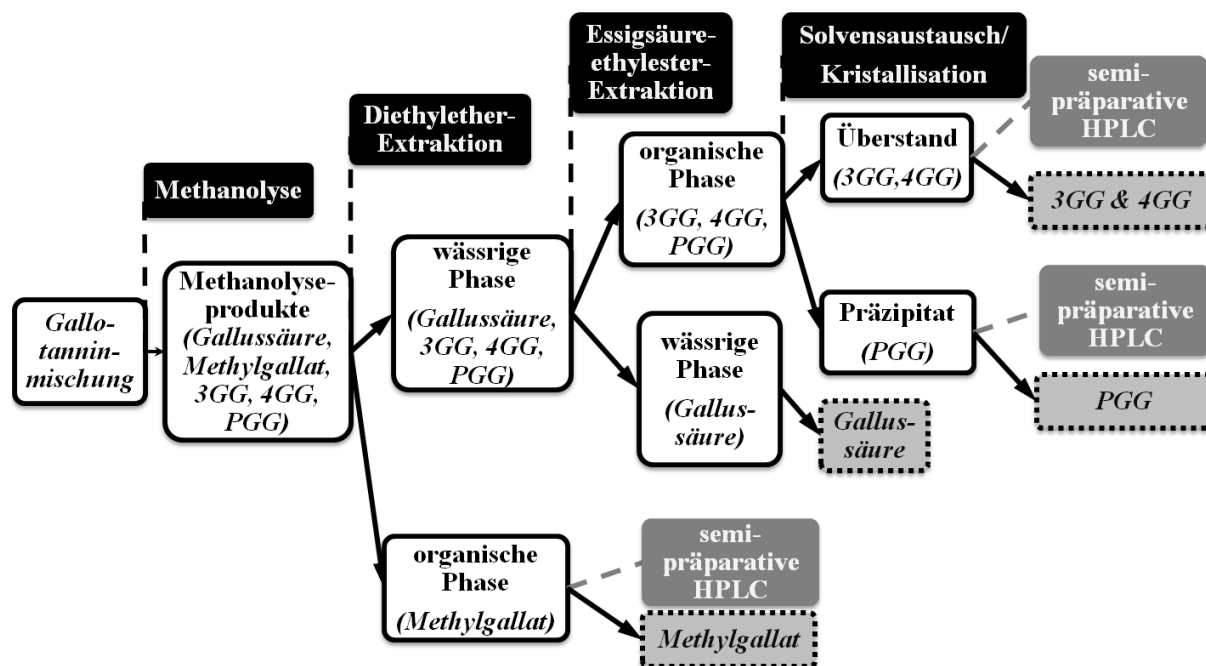 Gallo-
tannin-
mischung
Methanolyse
Methanolyse-
produkte
(Gallussäure,
Methylgallat,
3GG, 4GG,
PGG)
Diethylether-
Extraktion
wässrige
Phase
(Gallussäure,
3GG, 4GG,
PGG)
organische
Phase
(Methylgallat)
semi-
präparative
HPLC
Methylgallat
Essigsäure-
ethylester-
Extraktion
organische
Phase
(3GG, 4GG,
PGG)
wässrige
Phase
(Gallus-
säure)
Gallus-
säure
Solvensaustausch/
Kristallisation
Überstand
(3GG,4GG)
semi-
präparative
HPLC
3GG & 4GG
Präzipitat
(PGG)
semi-
präparative
HPLC
PGG